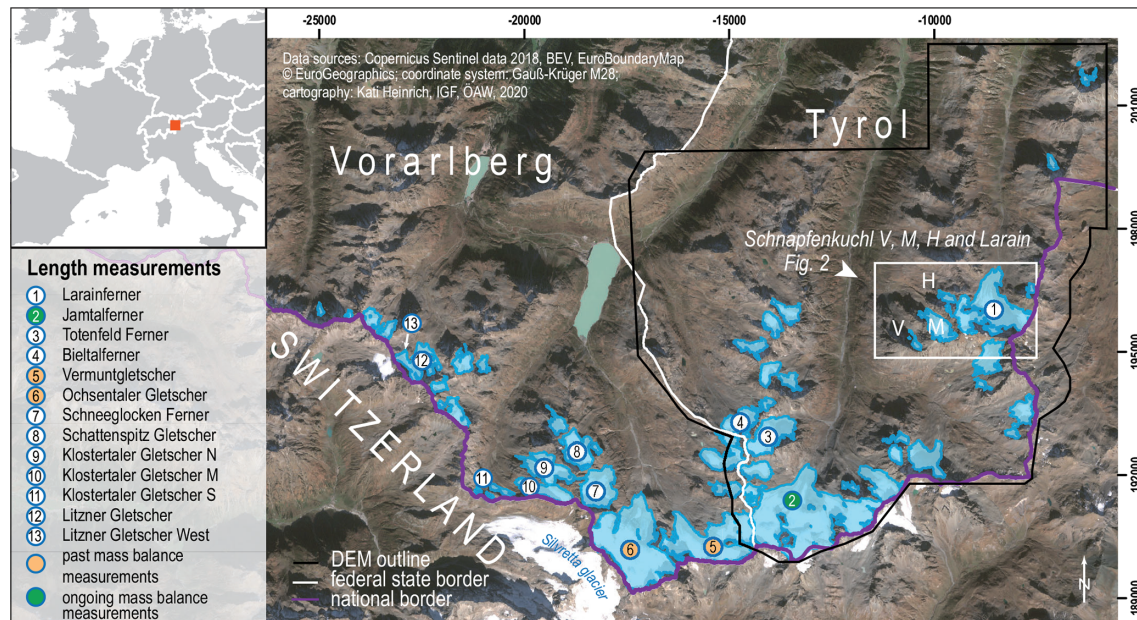 -25000 -20000 -15000 -10000
Data sources: Copernicus Sentinel data 2018, BEV, EuroBoundaryMap
© EuroGeographics; coordinate system: Gauß-Krüger M28;
cartography: Kati Heinrich, IGF, ÖAW, 2020
Vorarlberg
Tyrol
SWITZERLAND
Schnapfenkuchl V, M, H and Larain
Fig. 2
H
V
M
1
2
3
4
5
6
7
8
9
10
11
12
13
Silvretta glacier
201000
198000
195000
192000
189000
N
Length measurements
1 Larainferner
2 Jamtalferner
3 Totenfeld Ferner
4 Bieltalferner
5 Vermuntgletscher
6 Ochsentaler Gletscher
7 Schneeglocken Ferner
8 Schattenspitz Gletscher
9 Klostertaler Gletscher N
10 Klostertaler Gletscher M
11 Klostertaler Gletscher S
12 Litzner Gletscher
13 Litzner Gletscher West
past mass balance
measurements
ongoing mass balance
measurements
DEM outline
federal state border
national border